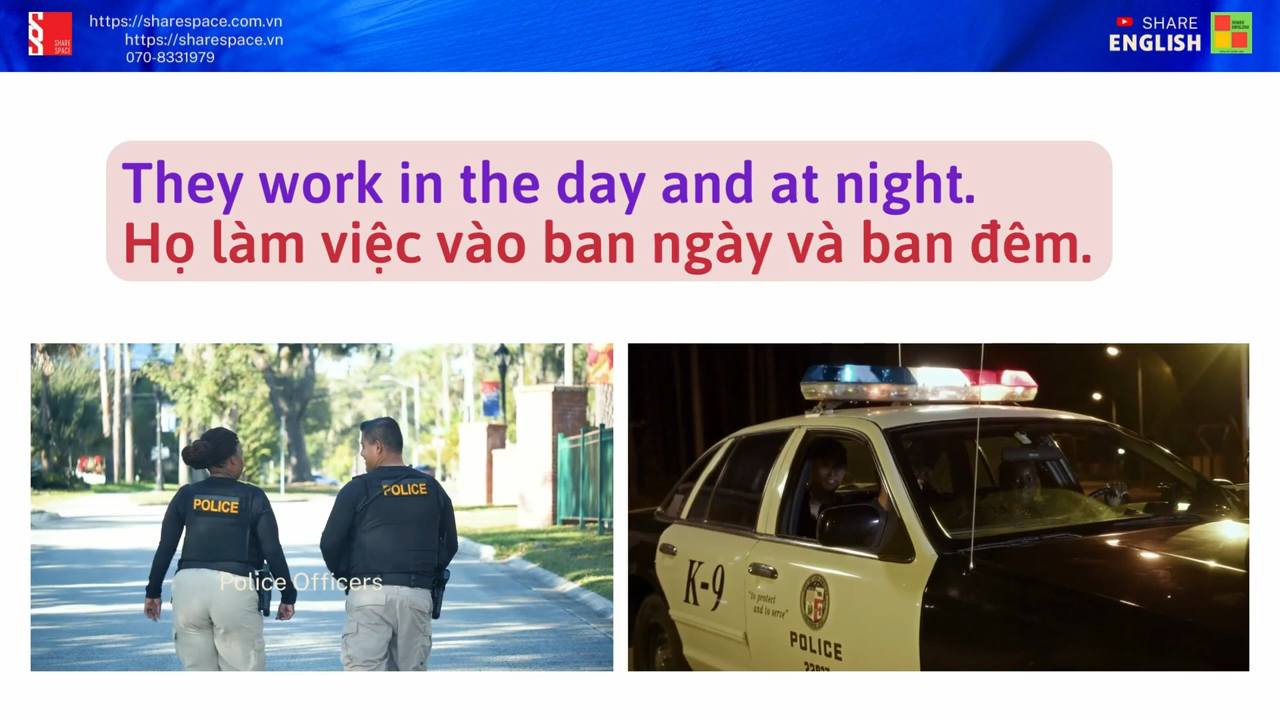 https://sharespace.com.vn
https://sharespace.vn
070-8331979
SHARE
SPACE
SHARE
ENGLISH
They work in the day and at night.
Họ làm việc vào ban ngày và ban đêm.
POLICE
POLICE
Police Officers
K-9
"to protect
and to serve"
POLICE